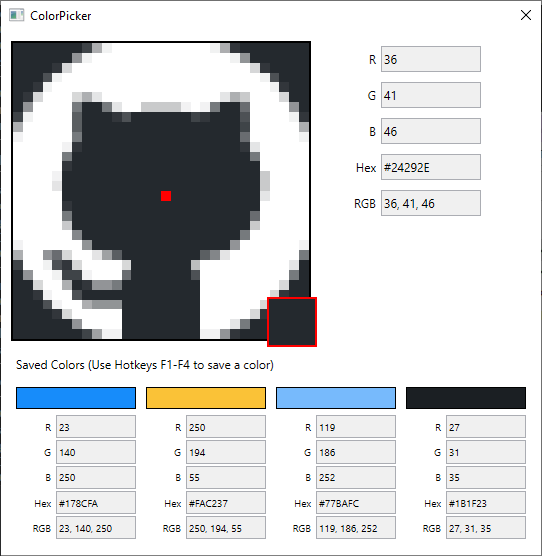 ColorPicker
R 36
G 41
B 46
Hex #24292E
RGB 36, 41, 46
Saved Colors (Use Hotkeys F1-F4 to save a color)
R 23 R 250 R 119 R 27
G 140 G 194 G 186 G 31
B 250 B 55 B 252 B 35
Hex #178CFA Hex #FAC237 Hex #77BAFC Hex #1B1F23
RGB 23, 140, 250 RGB 250, 194, 55 RGB 119, 186, 252 RGB 27, 31, 35